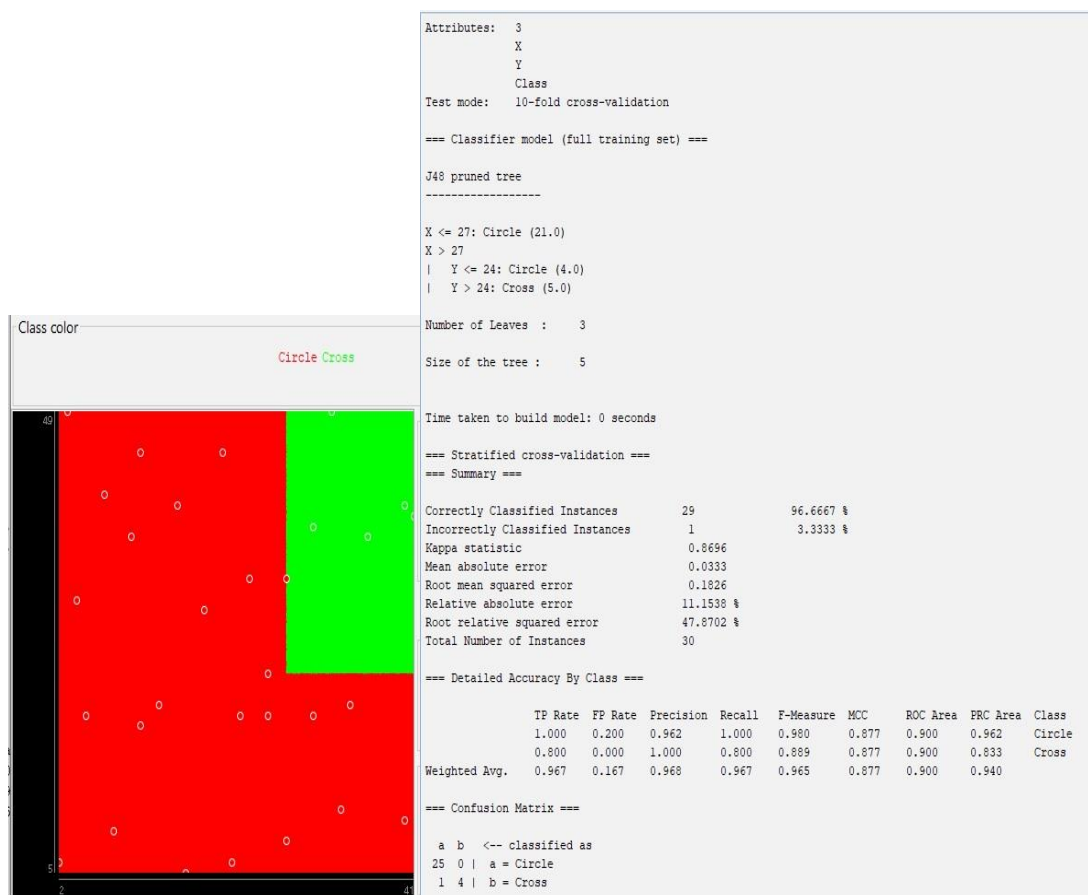 Attributes: 3
X
Y
Class
Test mode: 10-fold cross-validation
=== Classifier model (full training set) ===
J48 pruned tree
------------------
X <= 27: Circle (21.0)
X > 27
| Y <= 24: Circle (4.0)
| Y > 24: Cross (5.0)
Number of Leaves : 3
Size of the tree : 5
Time taken to build model: 0 seconds
=== Stratified cross-validation ===
=== Summary ===
Correctly Classified Instances 29 96.6667 %
Incorrectly Classified Instances 1 3.3333 %
Kappa statistic 0.8696
Mean absolute error 0.0333
Root mean squared error 0.1826
Relative absolute error 11.1538 %
Root relative squared error 47.8702 %
Total Number of Instances 30
=== Detailed Accuracy By Class ===
TP Rate FP Rate Precision Recall F-Measure MCC ROC Area PRC Area Class
1.000 0.200 0.962 1.000 0.980 0.877 0.900 0.962 Circle
0.800 0.000 1.000 0.800 0.889 0.877 0.900 0.833 Cross
Weighted Avg. 0.967 0.167 0.968 0.967 0.965 0.877 0.900 0.940
=== Confusion Matrix ===
a b <-- classified as
25 0 | a = Circle
1 4 | b = Cross
Class color
Circle Cross
49
5
2 41